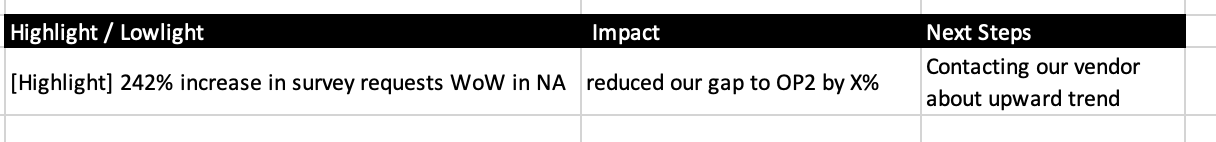 Highlight / Lowlight Impact Next Steps
[Highlight] 242% increase in survey requests WoW in NA reduced our gap to OP2 by X% Contacting our vendor
about upward trend